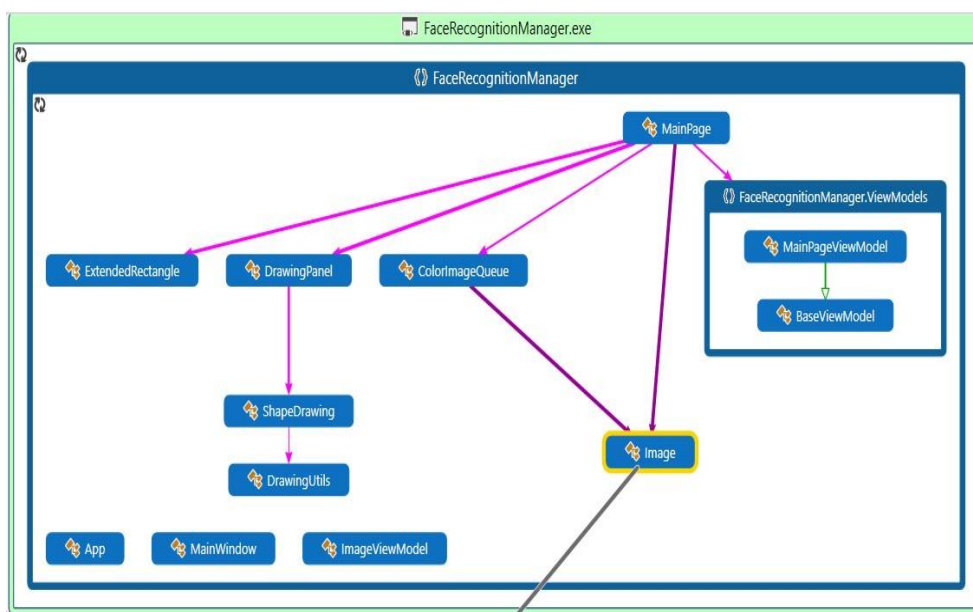 FaceRecognitionManager.exe
FaceRecognitionManager
MainPage
FaceRecognitionManager.ViewModels
MainPageViewModel
ExtendedRectangle
DrawingPanel
ColorImageQueue
BaseViewModel
ShapeDrawing
Image
DrawingUtils
App
MainWindow
ImageViewModel